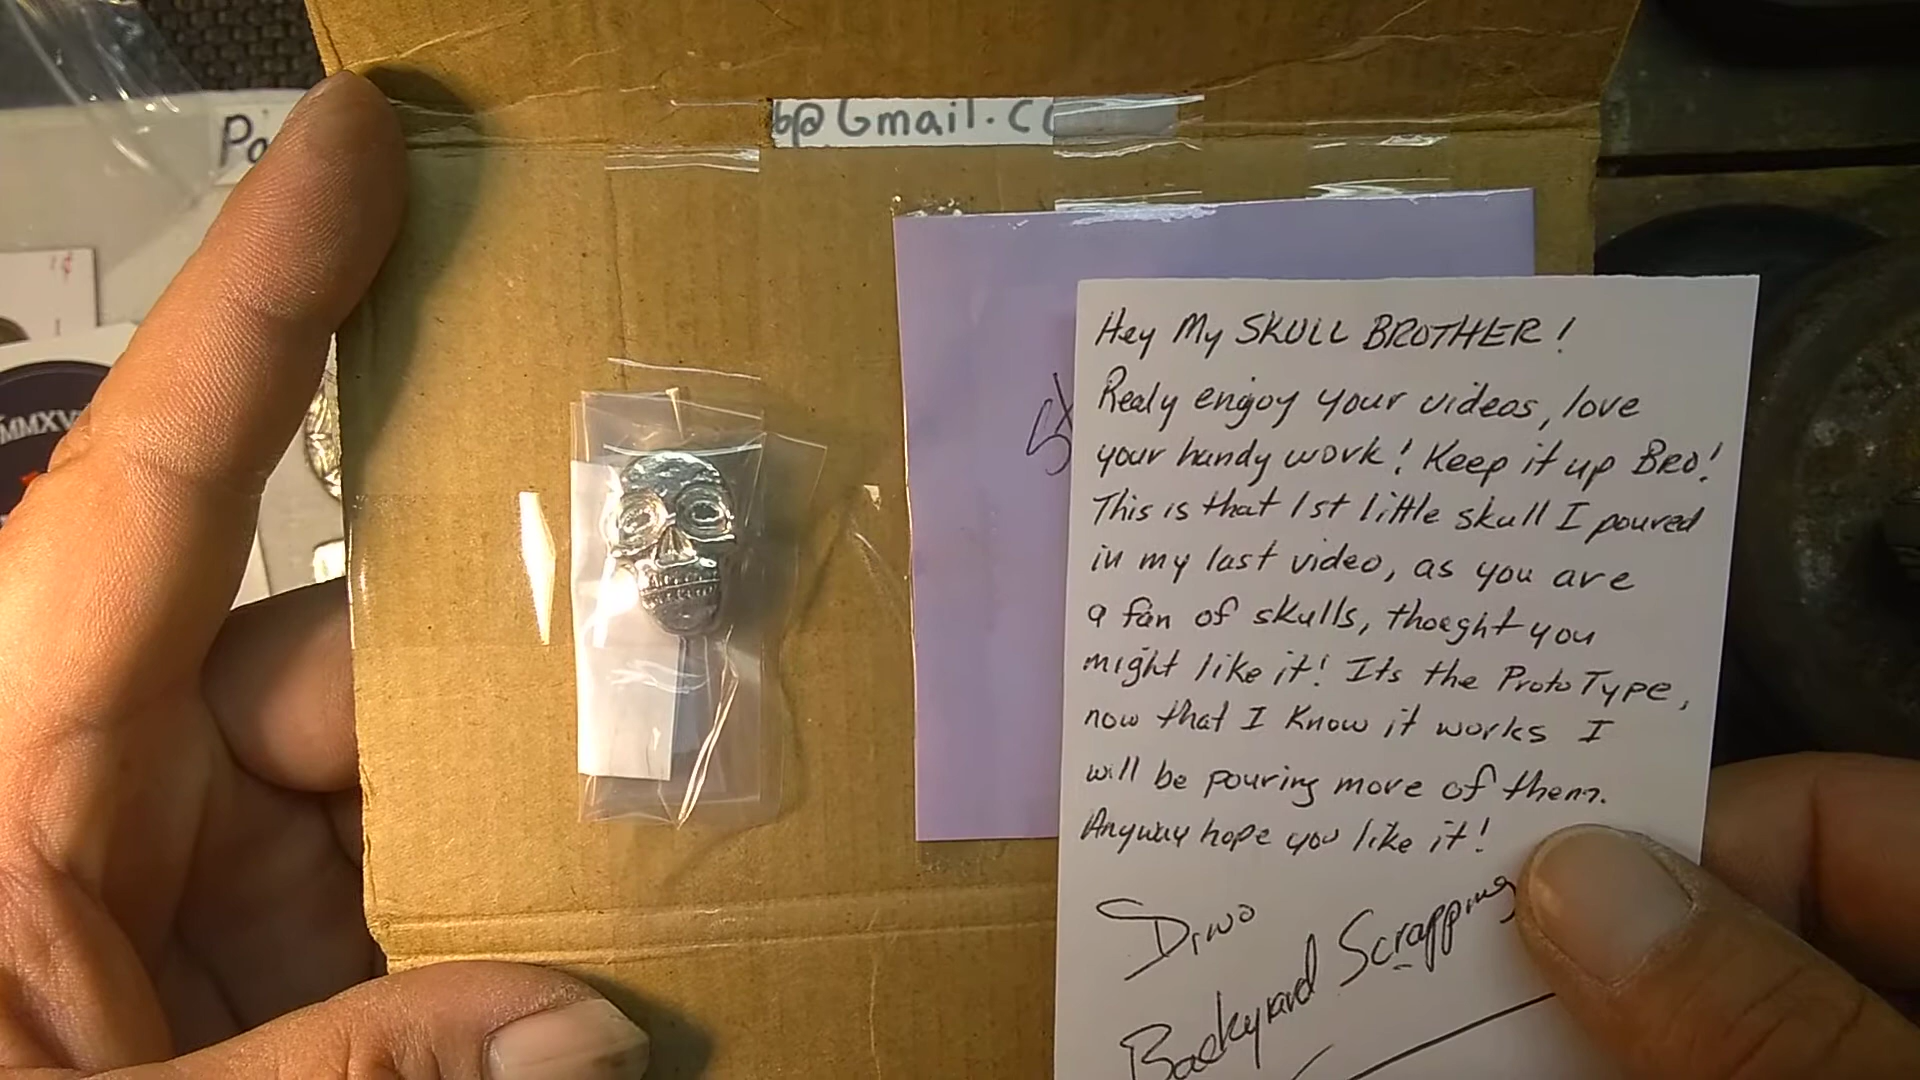 Po
b@Gmail.Co
MMXV
Hey My SKULL BROTHER!
Realy enjoy your videos, love
your handy work! Keep it up BRO!
This is that 1st little skull I poured
in my last video, as you are
a fan of skulls, thoeght you
might like it! Its the ProtoType,
now that I Know it works I
will be pouring more of them.
Anyway hope you like it!
Dino
Backyard Scrapping